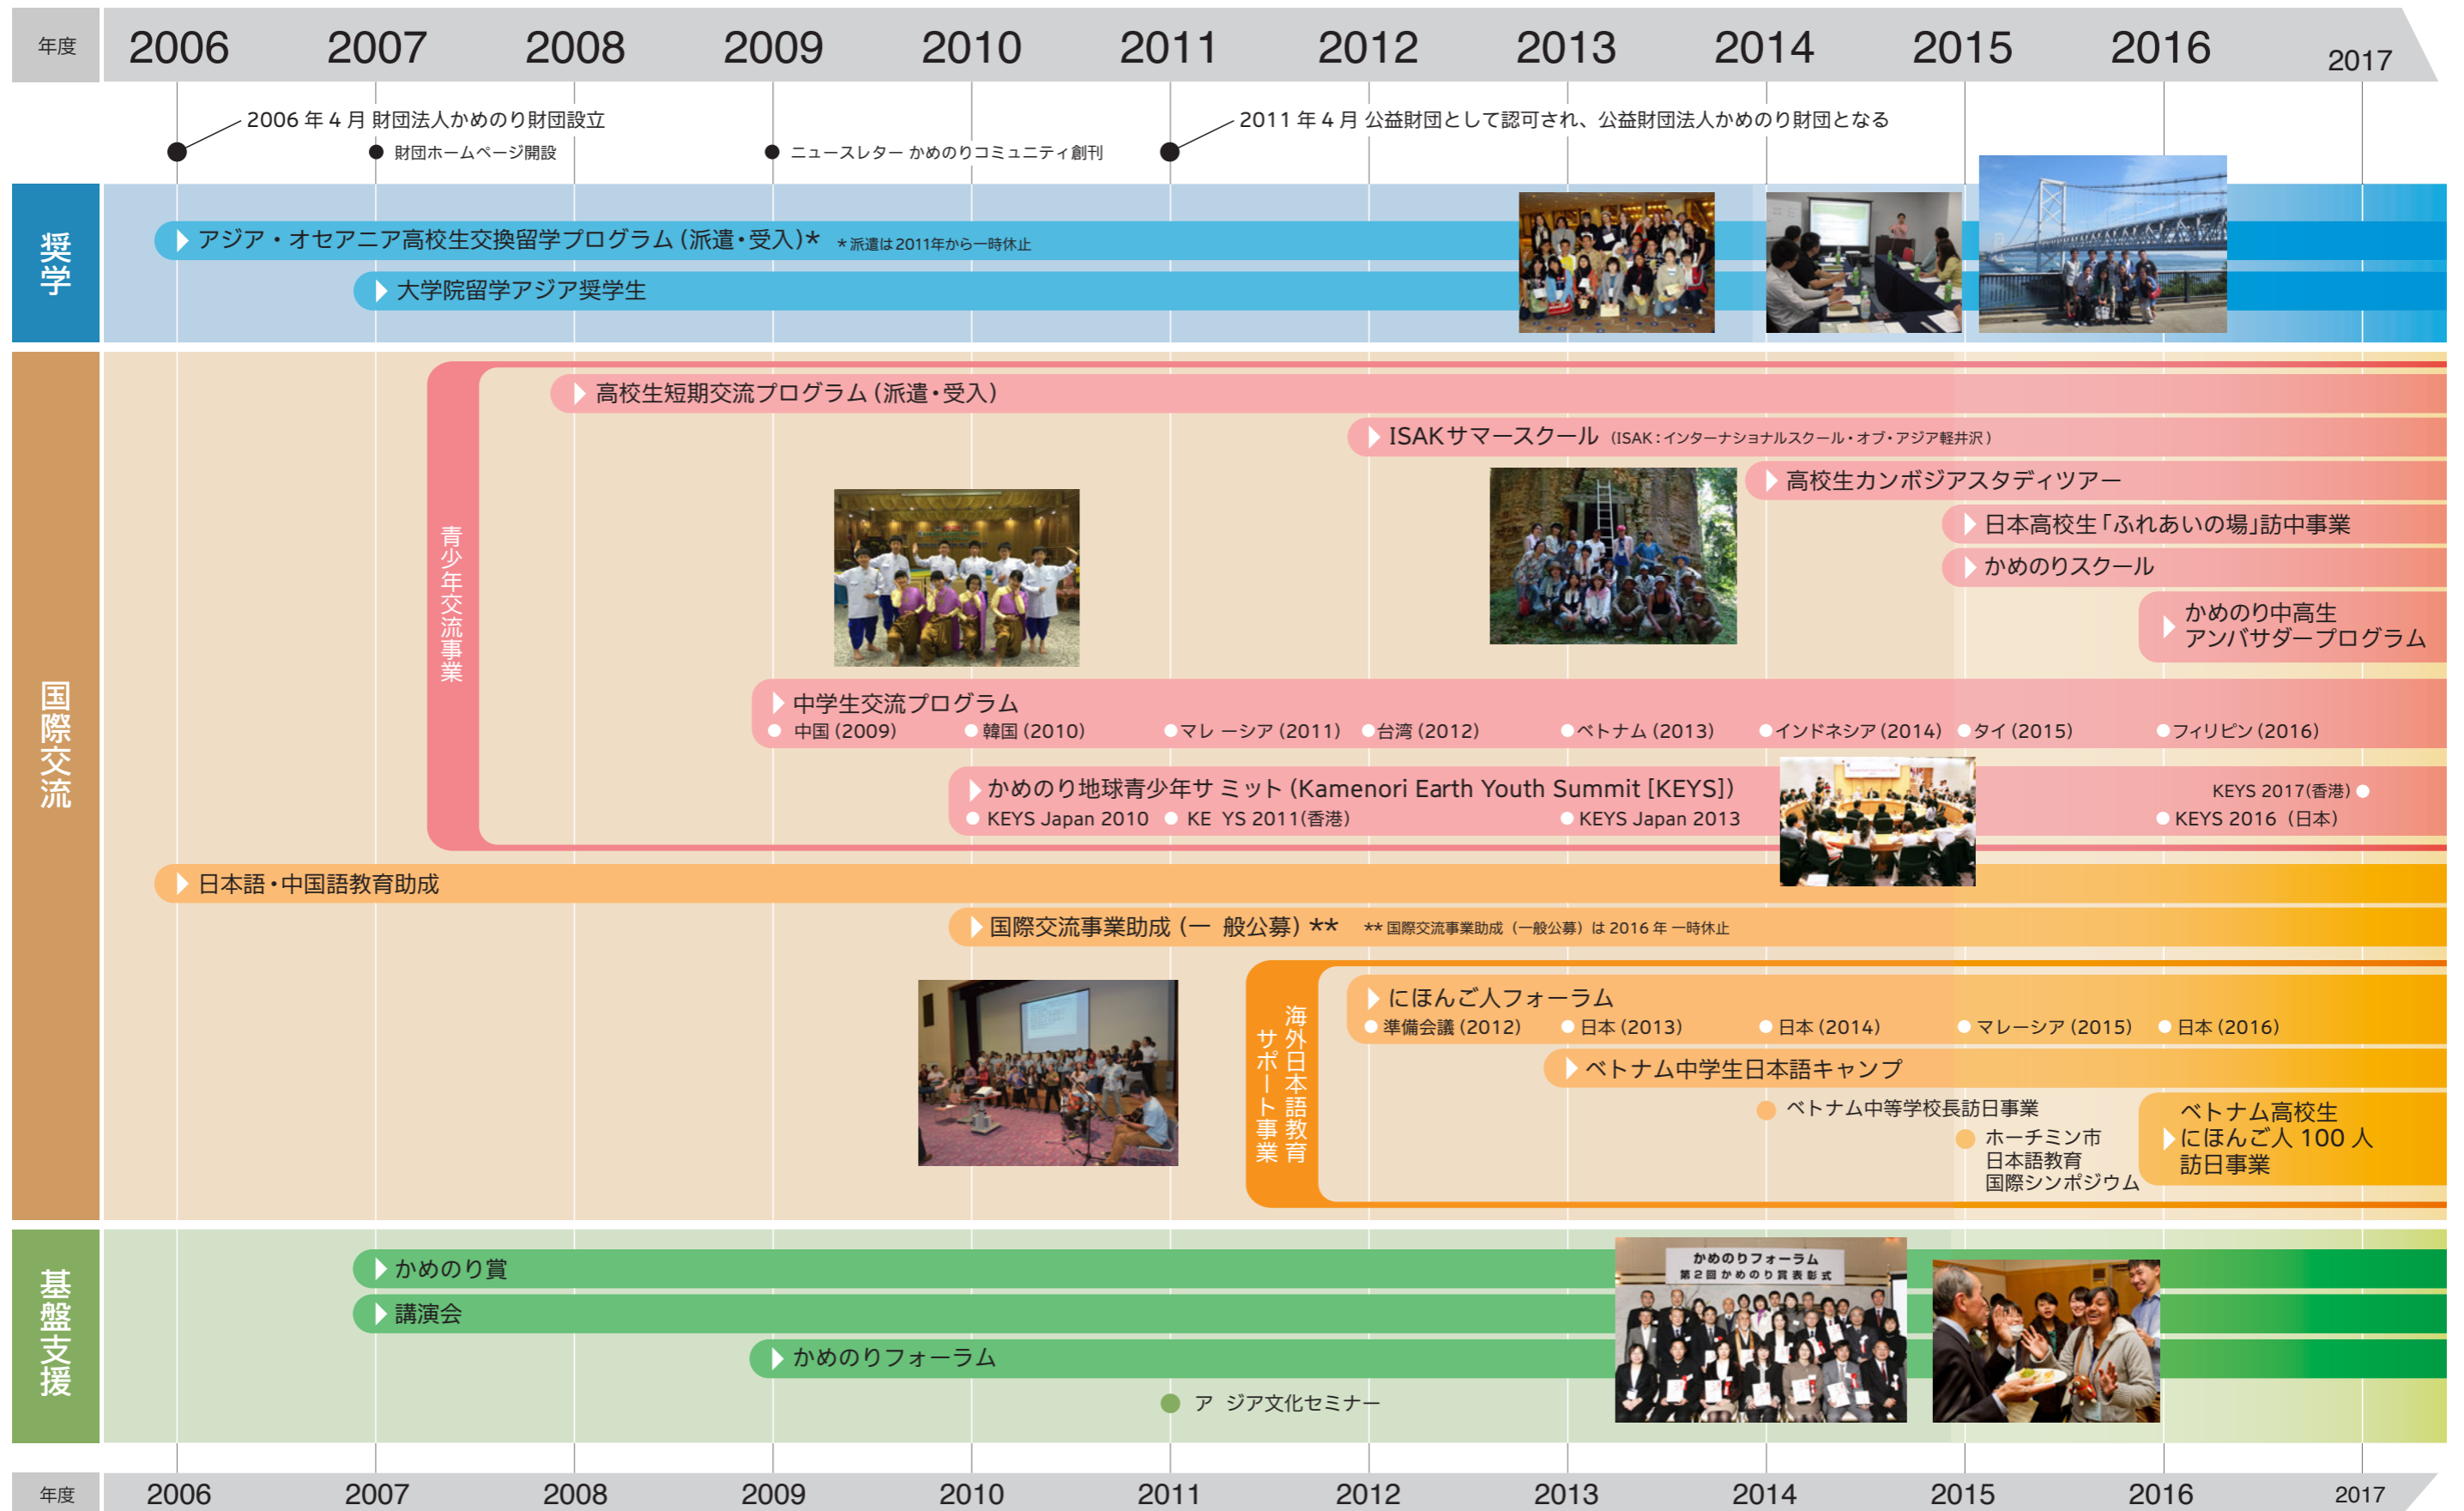 年度 2006 2007 2008 2009 2010 2011 2012 2013 2014 2015 2016 2017
2006 年 4 月 財団法人かめのり財団設立
2011 年 4 月 公益財団として認可され、公益財団法人かめのり財団となる
財団ホームページ開設
ニュースレター かめのりコミュニティ創刊
奨学
アジア・オセアニア高校生交換留学プログラム（派遣・受入）* *派遣は2011年から一時休止
大学院留学アジア奨学生
国際交流
青少年交流事業
高校生短期交流プログラム（派遣・受入）
ISAKサマースクール （ISAK：インターナショナルスクール・オブ・アジア軽井沢）
高校生カンボジアスタディツアー
日本高校生「ふれあいの場」訪中事業
かめのりスクール
かめのり中高生
アンバサダープログラム
中学生交流プログラム
中国（2009） 韓国（2010） マレ ーシア（2011） 台湾（2012） ベトナム（2013） インドネシア（2014） タイ（2015） フィリピン（2016）
かめのり地球青少年サ ミット（Kamenori Earth Youth Summit [KEYS]）
KEYS 2017(香港)
KEYS Japan 2010 KE YS 2011(香港) KEYS Japan 2013 KEYS 2016（日本）
日本語・中国語教育助成
国際交流事業助成（一 般公募）** **国際交流事業助成（一般公募）は 2016 年 一時休止
海外日本語教育
サポート事業
にほんご人フォーラム
準備会議（2012） 日本（2013） 日本（2014） マレーシア（2015） 日本（2016）
ベトナム中学生日本語キャンプ
ベトナム中等学校長訪日事業
ホーチミン市
日本語教育
国際シンポジウム
ベトナム高校生
にほんご人 100 人
訪日事業
基盤支援
かめのり賞
講演会
かめのりフォーラム
ア ジア文化セミナー
かめのりフォーラム
第２回かめのり賞表彰式
年度 2006 2007 2008 2009 2010 2011 2012 2013 2014 2015 2016 2017